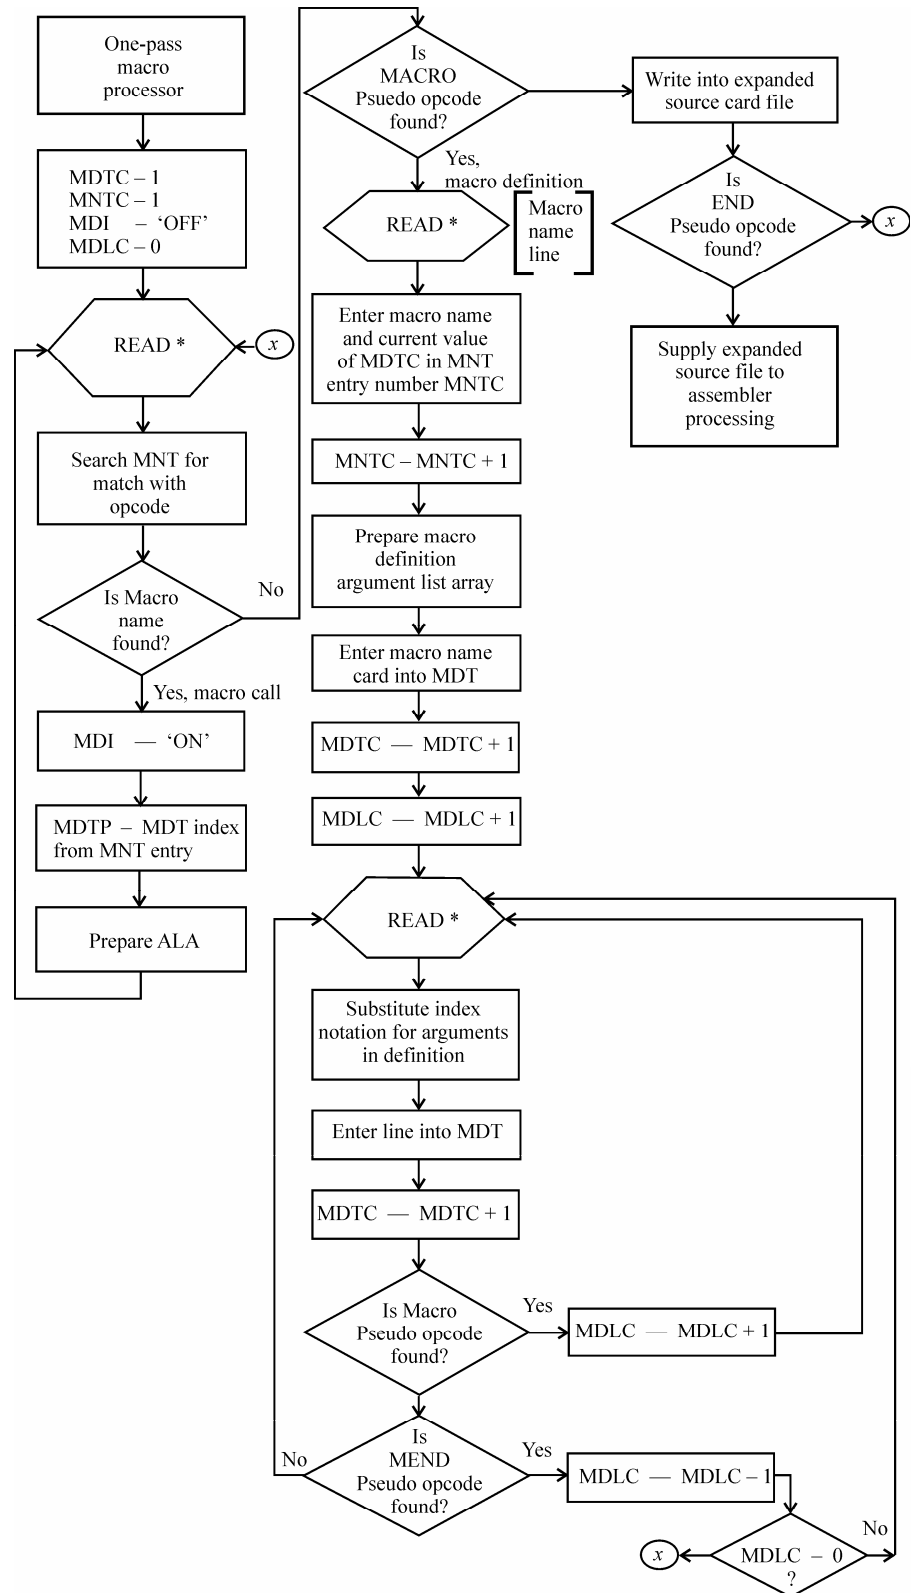 One-pass
macro
processor
MDTC – 1
MNTC – 1
MDI – ‘OFF’
MDLC – 0
READ *
x
Search MNT for
match with
opcode
Is Macro
name
found?
No
Yes, macro call
MDI — ‘ON’
MDTP – MDT index
from MNT entry
Prepare ALA
Is
MACRO
Psuedo opcode
found?
Yes,
macro definition
READ *
Macro
name
line
Enter macro name
and current value
of MDTC in MNT
entry number MNTC
MNTC – MNTC + 1
Prepare macro
definition
argument list array
Enter macro name
card into MDT
MDTC — MDTC + 1
MDLC — MDLC + 1
READ *
Substitute index
notation for arguments
in definition
Enter line into MDT
MDTC — MDTC + 1
Is Macro
Pseudo opcode
found?
Yes
MDLC — MDLC + 1
Is
MEND
Pseudo opcode
found?
No
Yes
MDLC — MDLC – 1
MDLC – 0
?
No
x
Write into expanded
source card file
Is
END
Pseudo opcode
found?
x
Supply expanded
source file to
assembler
processing